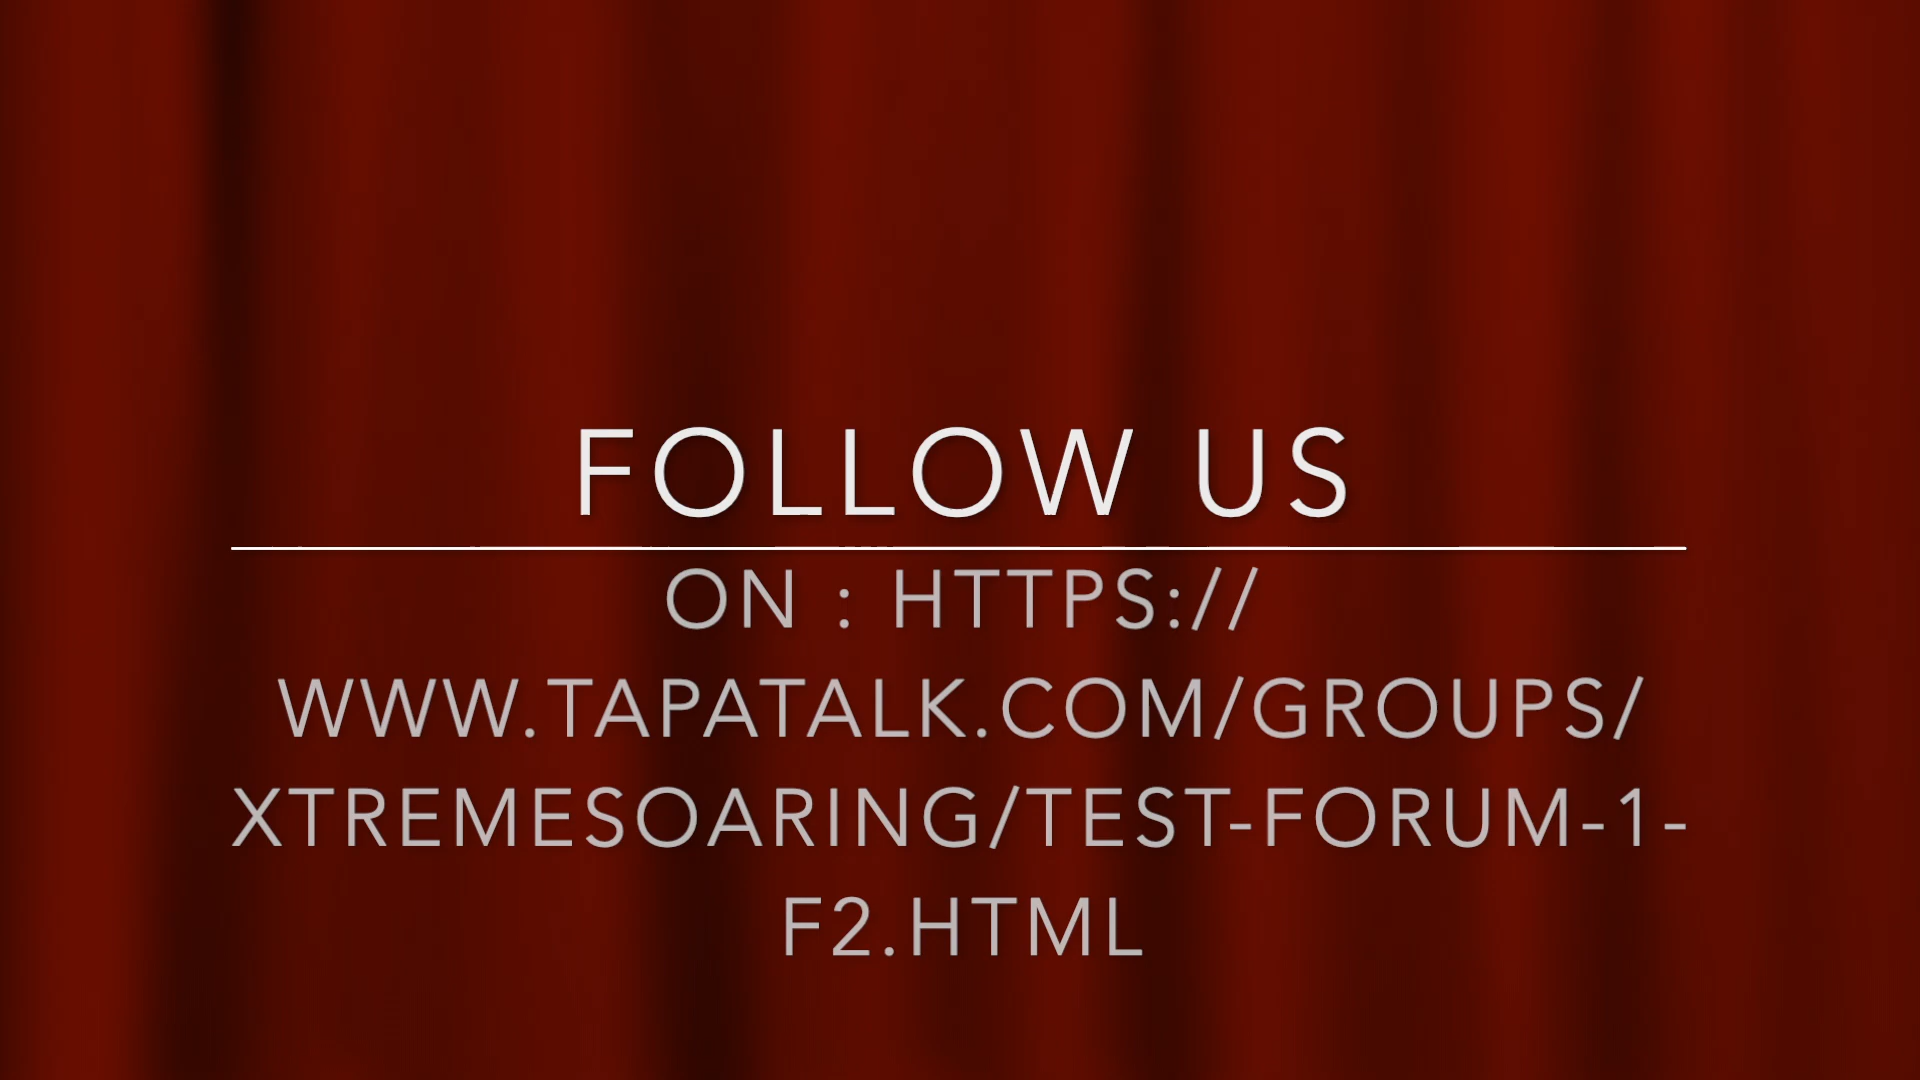 FOLLOW US
ON : HTTPS://
WWW.TAPATALK.COM/GROUPS/
XTREMESOARING/TEST-FORUM-1-
F2.HTML